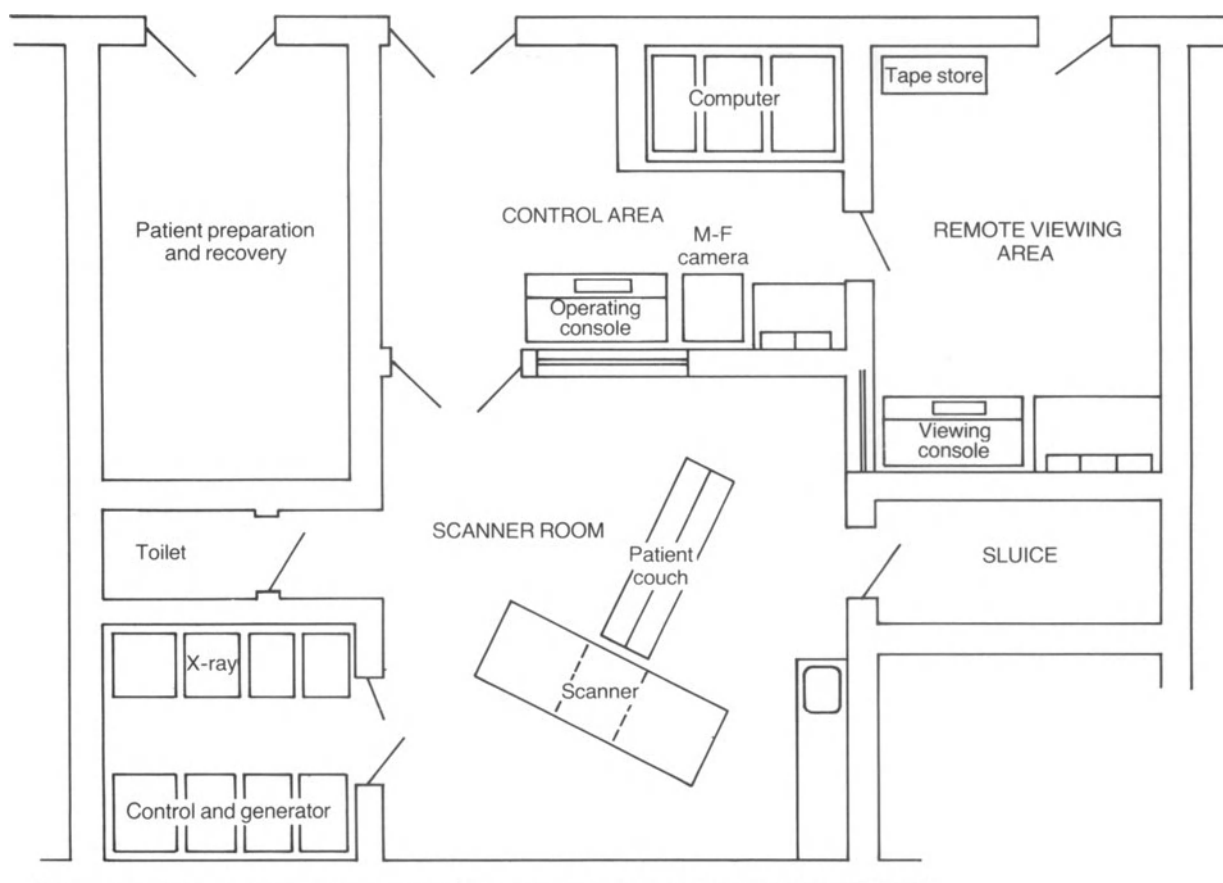 Tape store
Computer
CONTROL AREA
Patient preparation
and recovery
M-F
camera
REMOTE VIEWING
AREA
Operating
console
Viewing
console
Toilet
SCANNER ROOM
Patient
couch
SLUICE
X-ray
Scanner
Control and generator